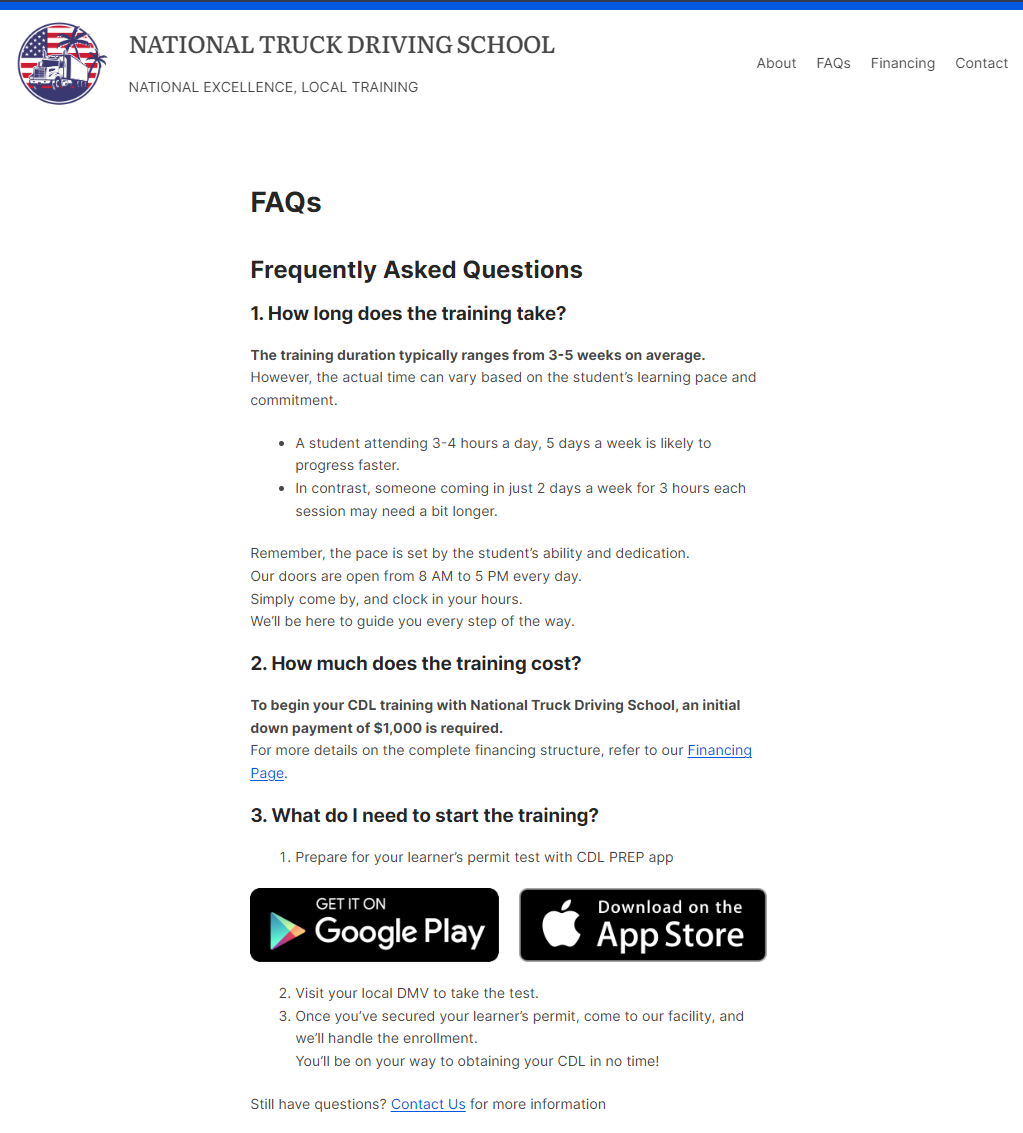 NATIONAL TRUCK DRIVING SCHOOL
NATIONAL EXCELLENCE, LOCAL TRAINING
About FAQs Financing Contact
FAQs
Frequently Asked Questions
1. How long does the training take?
The training duration typically ranges from 3-5 weeks on average.
However, the actual time can vary based on the student’s learning pace and
commitment.
• A student attending 3-4 hours a day, 5 days a week is likely to
progress faster.
• In contrast, someone coming in just 2 days a week for 3 hours each
session may need a bit longer.
Remember, the pace is set by the student’s ability and dedication.
Our doors are open from 8 AM to 5 PM every day.
Simply come by, and clock in your hours.
We’ll be here to guide you every step of the way.
2. How much does the training cost?
To begin your CDL training with National Truck Driving School, an initial
down payment of $1,000 is required.
For more details on the complete financing structure, refer to our Financing
Page.
3. What do I need to start the training?
1. Prepare for your learner’s permit test with CDL PREP app
GET IT ON
Google Play
Download on the
App Store
2. Visit your local DMV to take the test.
3. Once you’ve secured your learner’s permit, come to our facility, and
we’ll handle the enrollment.
You’ll be on your way to obtaining your CDL in no time!
Still have questions? Contact Us for more information